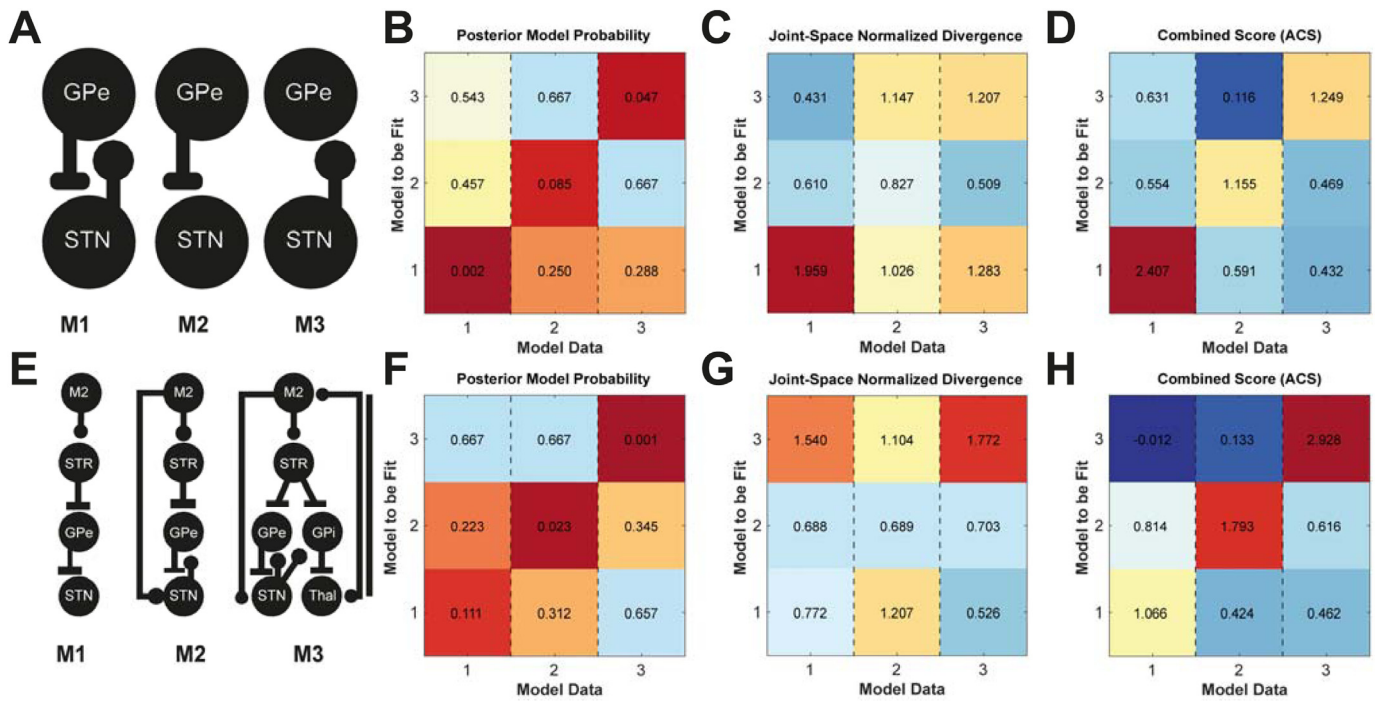 A
GPe
GPe
GPe
STN
STN
STN
M1
M2
M3
B
Posterior Model Probability
Model to be Fit
3
0.543
0.667
0.047
2
0.457
0.085
0.667
1
0.002
0.250
0.288
1
2
3
Model Data
C
Joint-Space Normalized Divergence
Model to be Fit
3
0.431
1.147
1.207
2
0.610
0.827
0.509
1
1.959
1.026
1.283
1
2
3
Model Data
D
Combined Score (ACS)
Model to be Fit
3
0.631
0.116
1.249
2
0.554
1.155
0.469
1
2.407
0.591
0.432
1
2
3
Model Data
E
M2
STR
GPe
STN
M1
M2
STR
GPe
STN
M2
M2
STR
GPe
GPi
STN
Thal
M3
F
Posterior Model Probability
Model to be Fit
3
0.667
0.667
0.001
2
0.223
0.023
0.345
1
0.111
0.312
0.657
1
2
3
Model Data
G
Joint-Space Normalized Divergence
Model to be Fit
3
1.540
1.104
1.772
2
0.688
0.689
0.703
1
0.772
1.207
0.526
1
2
3
Model Data
H
Combined Score (ACS)
Model to be Fit
3
-0.012
0.133
2.928
2
0.814
1.793
0.616
1
1.066
0.424
0.462
1
2
3
Model Data